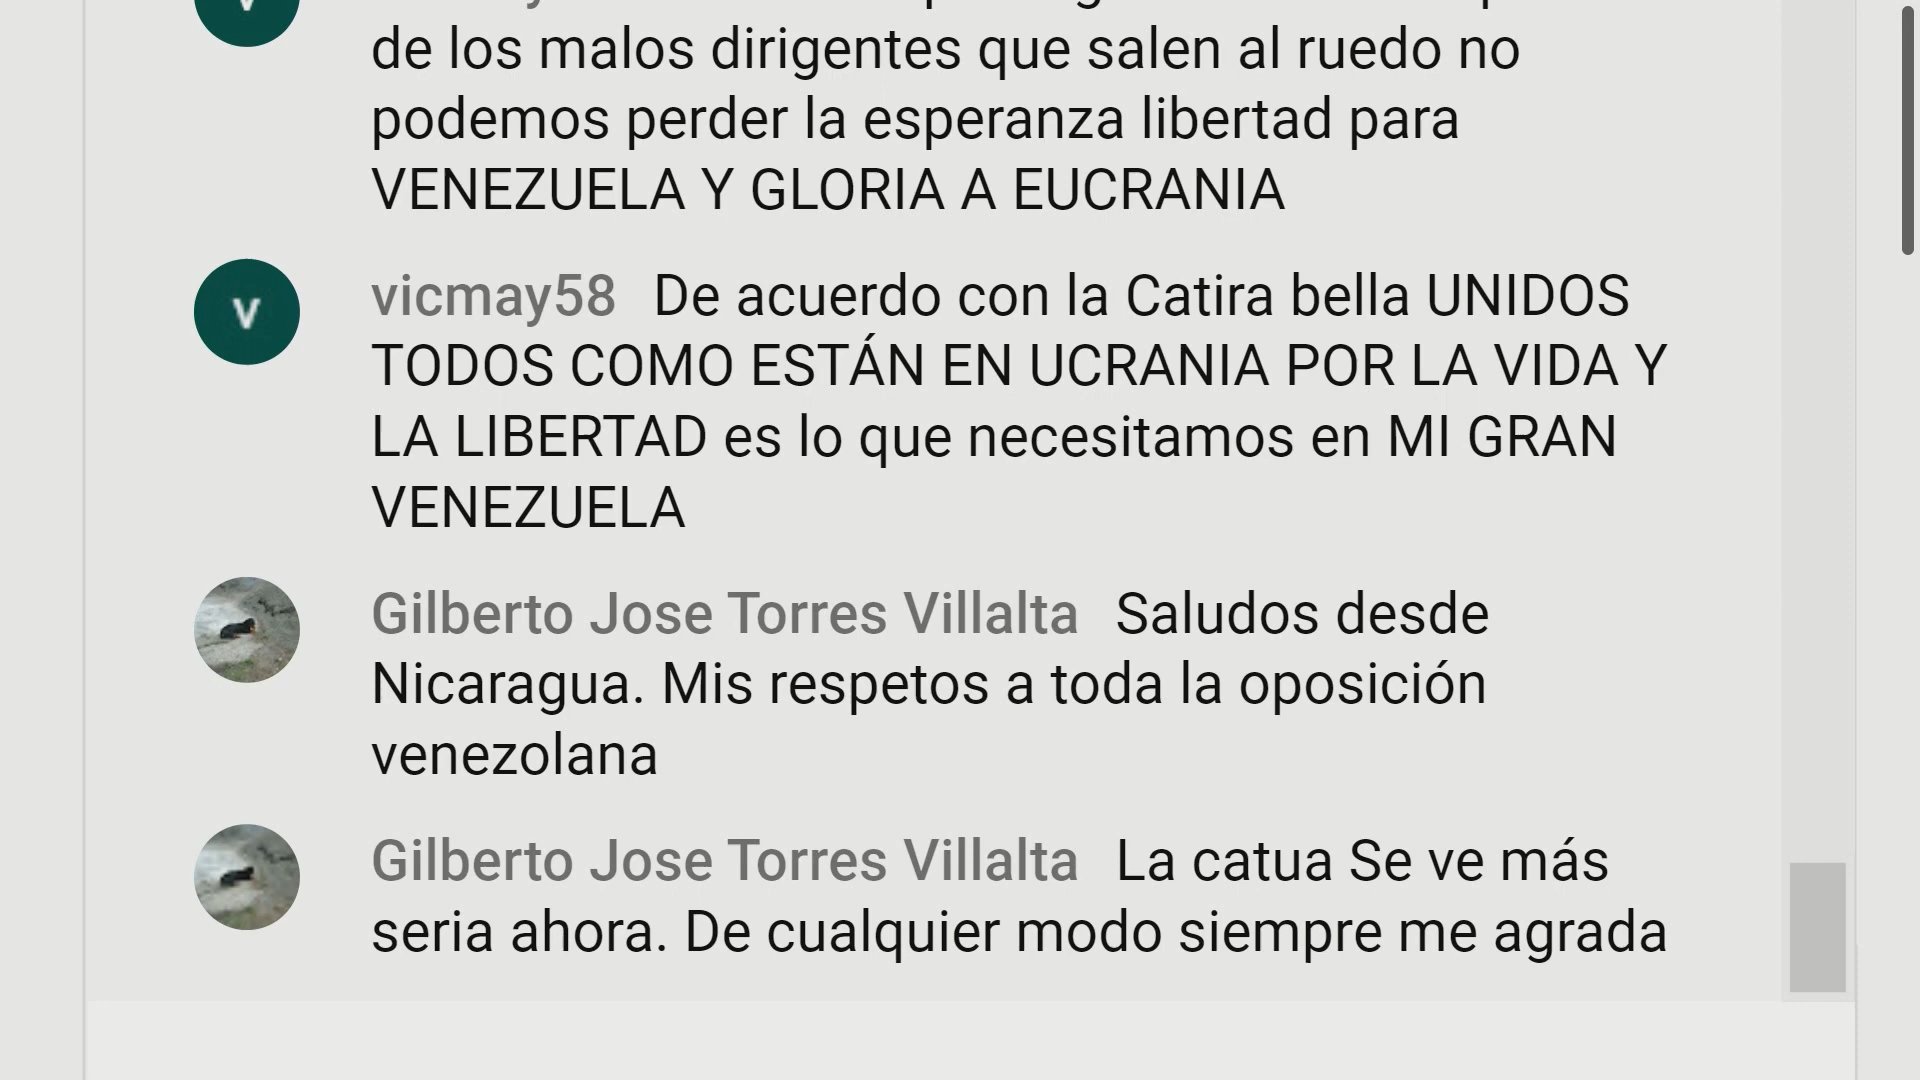 de los malos dirigentes que salen al ruedo no
podemos perder la esperanza libertad para
VENEZUELA Y GLORIA A EUCRANIA
V
vicmay58 De acuerdo con la Catira bella UNIDOS
TODOS COMO ESTÁN EN UCRANIA POR LA VIDA Y
LA LIBERTAD es lo que necesitamos en MI GRAN
VENEZUELA
Gilberto Jose Torres Villalta Saludos desde
Nicaragua. Mis respetos a toda la oposición
venezolana
Gilberto Jose Torres Villalta La catua Se ve más
seria ahora. De cualquier modo siempre me agrada